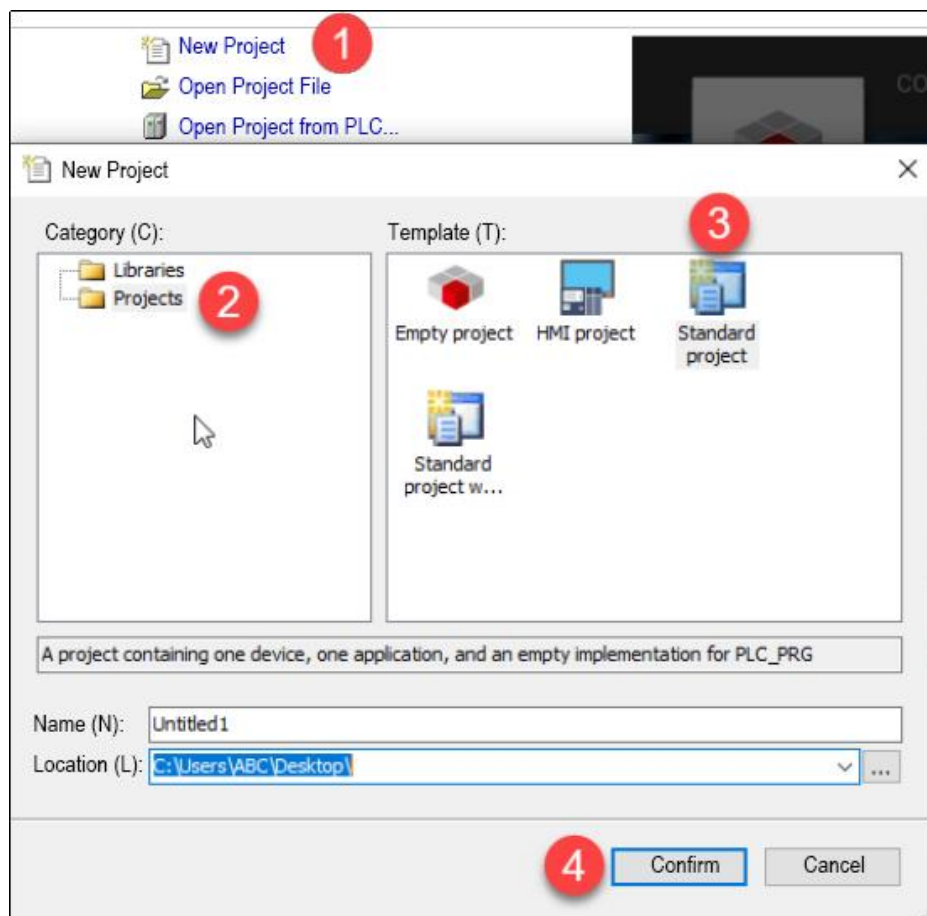 New Project
1
Open Project File
Open Project from PLC...
CO
New Project
Category (C):
Template (T):
3
Libraries
Projects
2
Empty project
HMI project
Standard
project
Standard
project w...
A project containing one device, one application, and an empty implementation for PLC_PRG
Name (N):
Untitled1
Location (L):
C:\Users\ABC\Desktop\
...
4
Confirm
Cancel